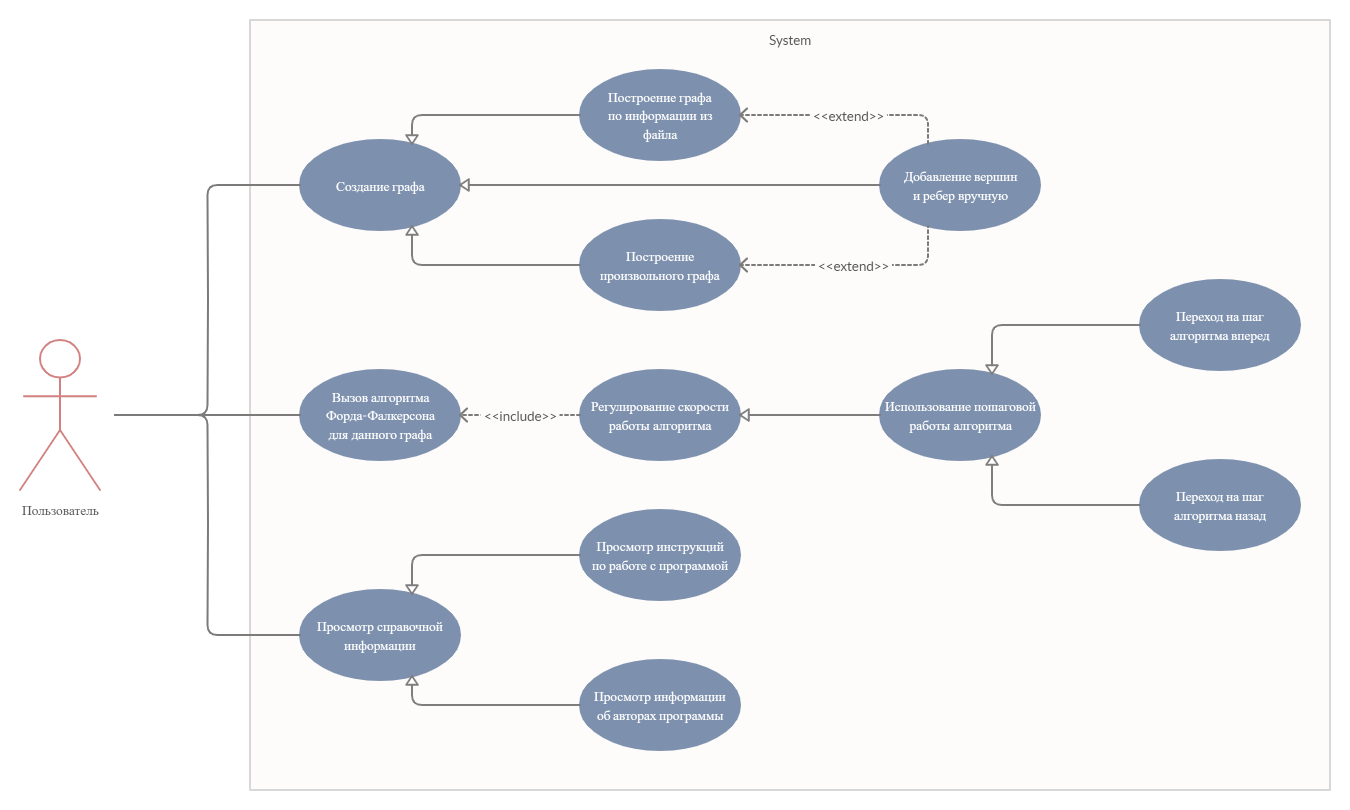 System
Построение графа
по информации из
файла
<<extend>>
Создание графа
Добавление вершин
и ребер вручную
Построение
произвольного графа
<<extend>>
Переход на шаг
алгоритма вперед
Вызов алгоритма
Форда-Фалкерсона
для данного графа
<<include>>
Регулирование скорости
работы алгоритма
Использование пошаговой
работы алгоритма
Пользователь
Переход на шаг
алгоритма назад
Просмотр инструкций
по работе с программой
Просмотр справочной
информации
Просмотр информации
об авторах программы